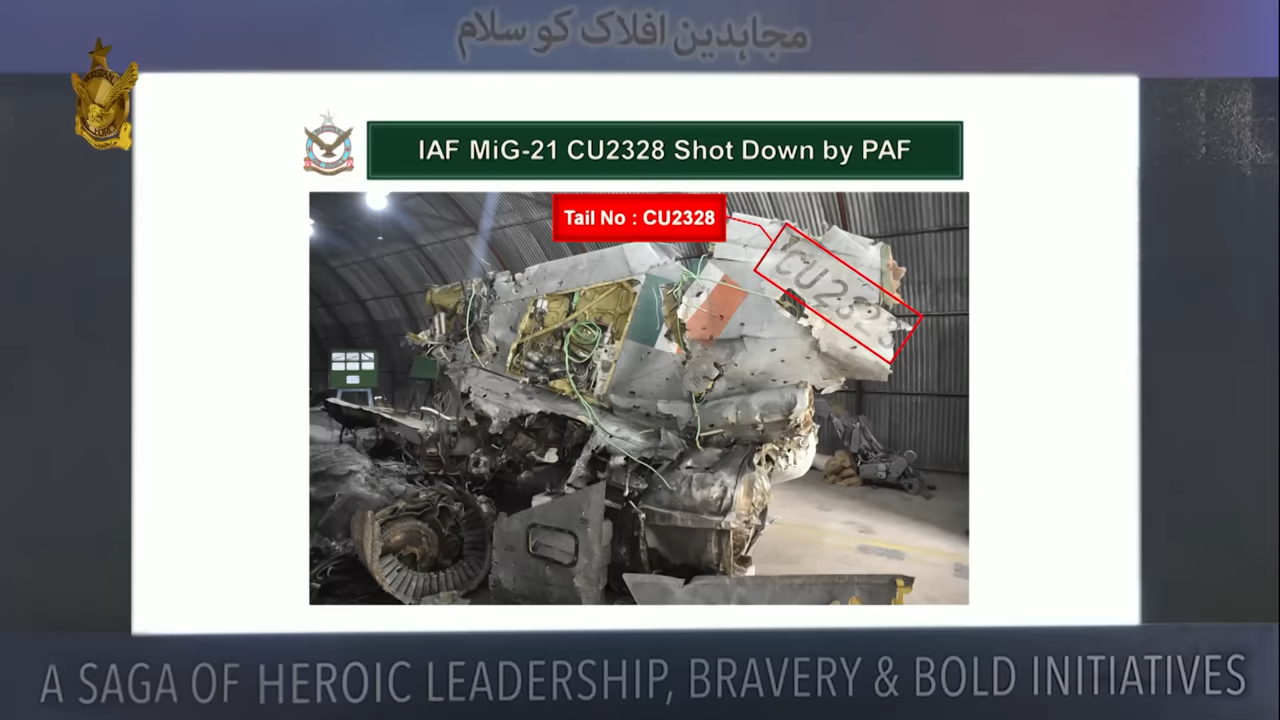 مجاہدین افلاک کو سلام
IAF MiG-21 CU2328 Shot Down by PAF
Tail No : CU2328
CU2328
A SAGA OF HEROIC LEADERSHIP, BRAVERY & BOLD INITIATIVES